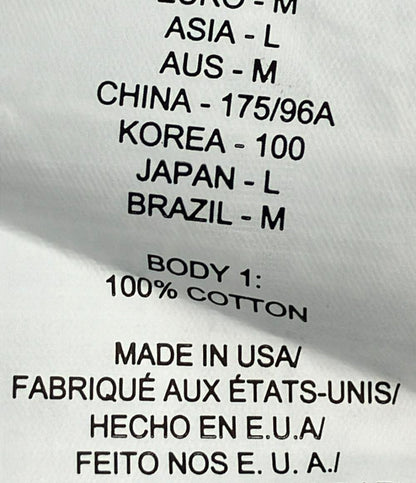 EURO - M
ASIA - L
AUS - M
CHINA - 175/96A
KOREA - 100
JAPAN - L
BRAZIL - M
BODY 1:
100% COTTON
MADE IN USA/
FABRIQUÉ AUX ÉTATS-UNIS/
HECHO EN E.U.A/
FEITO NOS E. U. A./